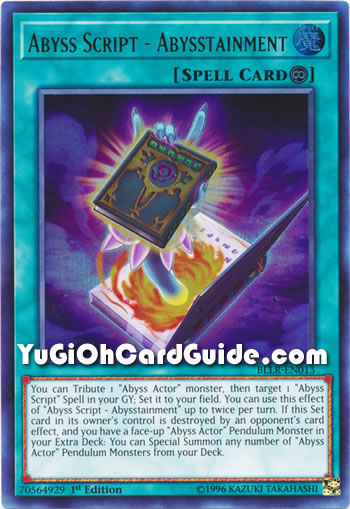 ABYSS SCRIPT - ABYSSTAINMENT
魔
[SPELL CARD]
YuGiOhCardGuide.com
BLLR-EN013
You can Tribute 1 "Abyss Actor" monster, then target 1 "Abyss
Script" Spell in your GY; Set it to your field. You can use this effect
of "Abyss Script - Abysstainment" up to twice per turn. If this Set
card in its owner's control is destroyed by an opponent's card
effect, and you have a face-up "Abyss Actor" Pendulum Monster in
your Extra Deck: You can Special Summon any number of "Abyss
Actor" Pendulum Monsters from your Deck.
70564929 1st Edition ©1996 KAZUKI TAKAHASHI